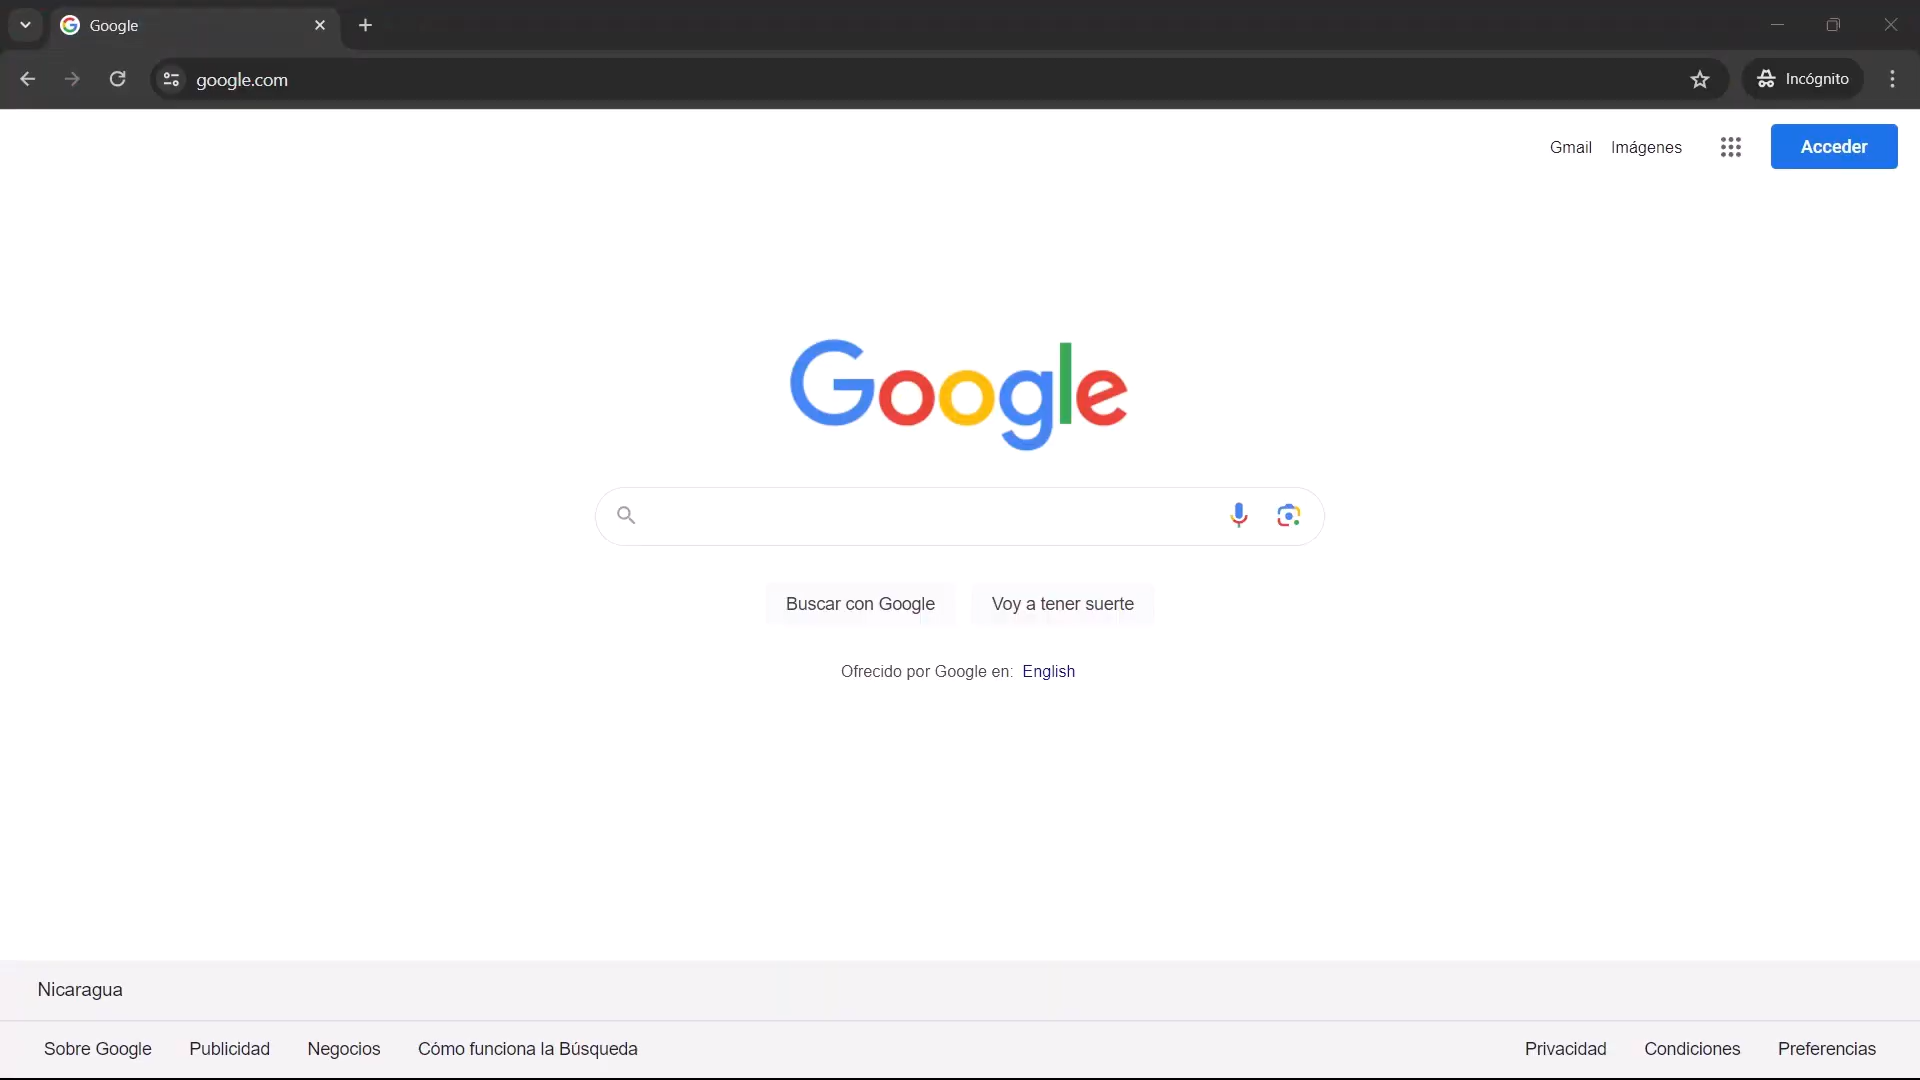 Google
google.com
Incógnito
Gmail Imágenes Acceder
Google
Buscar con Google Voy a tener suerte
Ofrecido por Google en: English
Nicaragua
Sobre Google Publicidad Negocios Cómo funciona la Búsqueda Privacidad Condiciones Preferencias